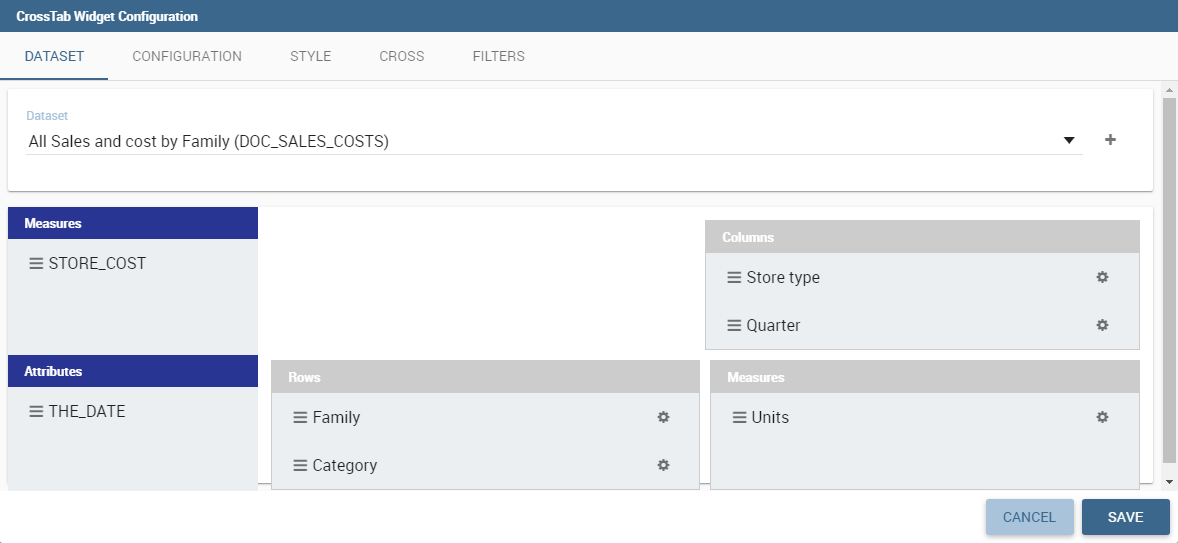 CrossTab Widget Configuration
DATASET CONFIGURATION STYLE CROSS FILTERS
Dataset
All Sales and cost by Family (DOC_SALES_COSTS)
Measures
STORE_COST
Columns
Store type
Quarter
Attributes
THE_DATE
Rows
Family
Category
Measures
Units
CANCEL SAVE